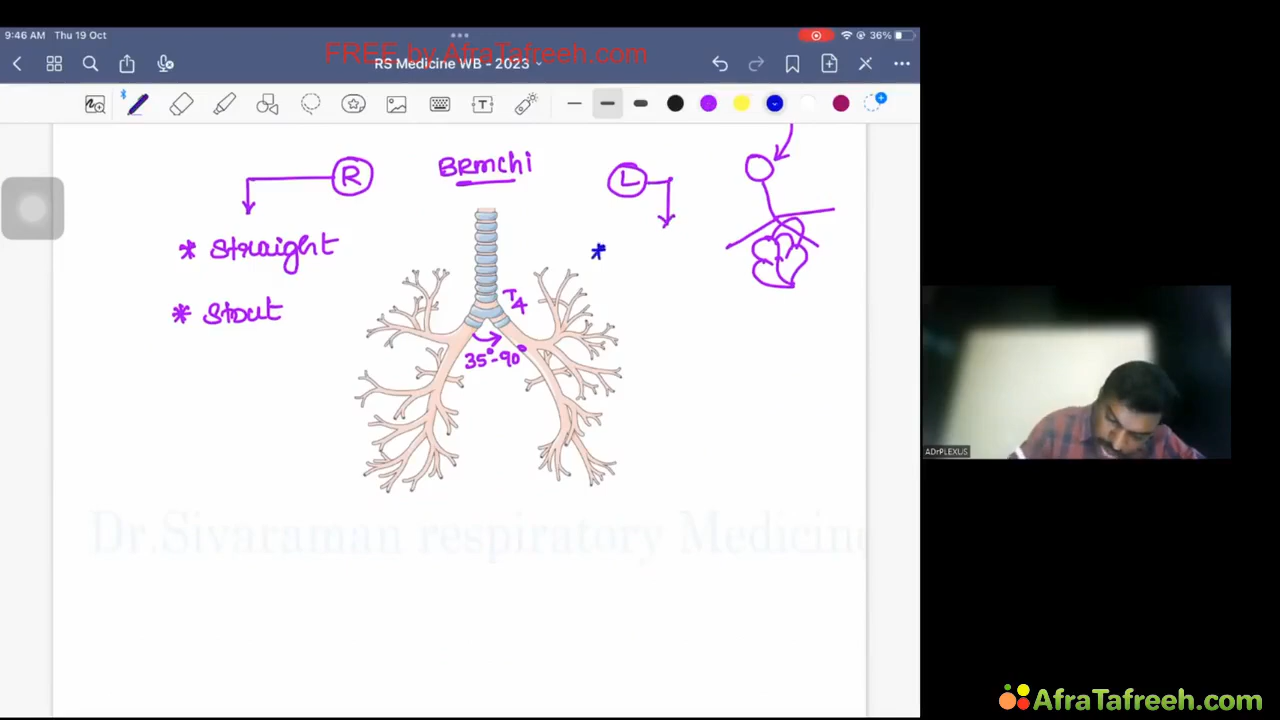 9:46 AM Thu 19 Oct
36%
FREE by AfraTafreeh.com
RS Medicine WB - 2023
T
R
BRonchi
L
* Straight
*
* Stout
T4
35°-90°
Dr.Sivaraman respiratory Medicine
ADrPLEXUS
AfraTafreeh.com